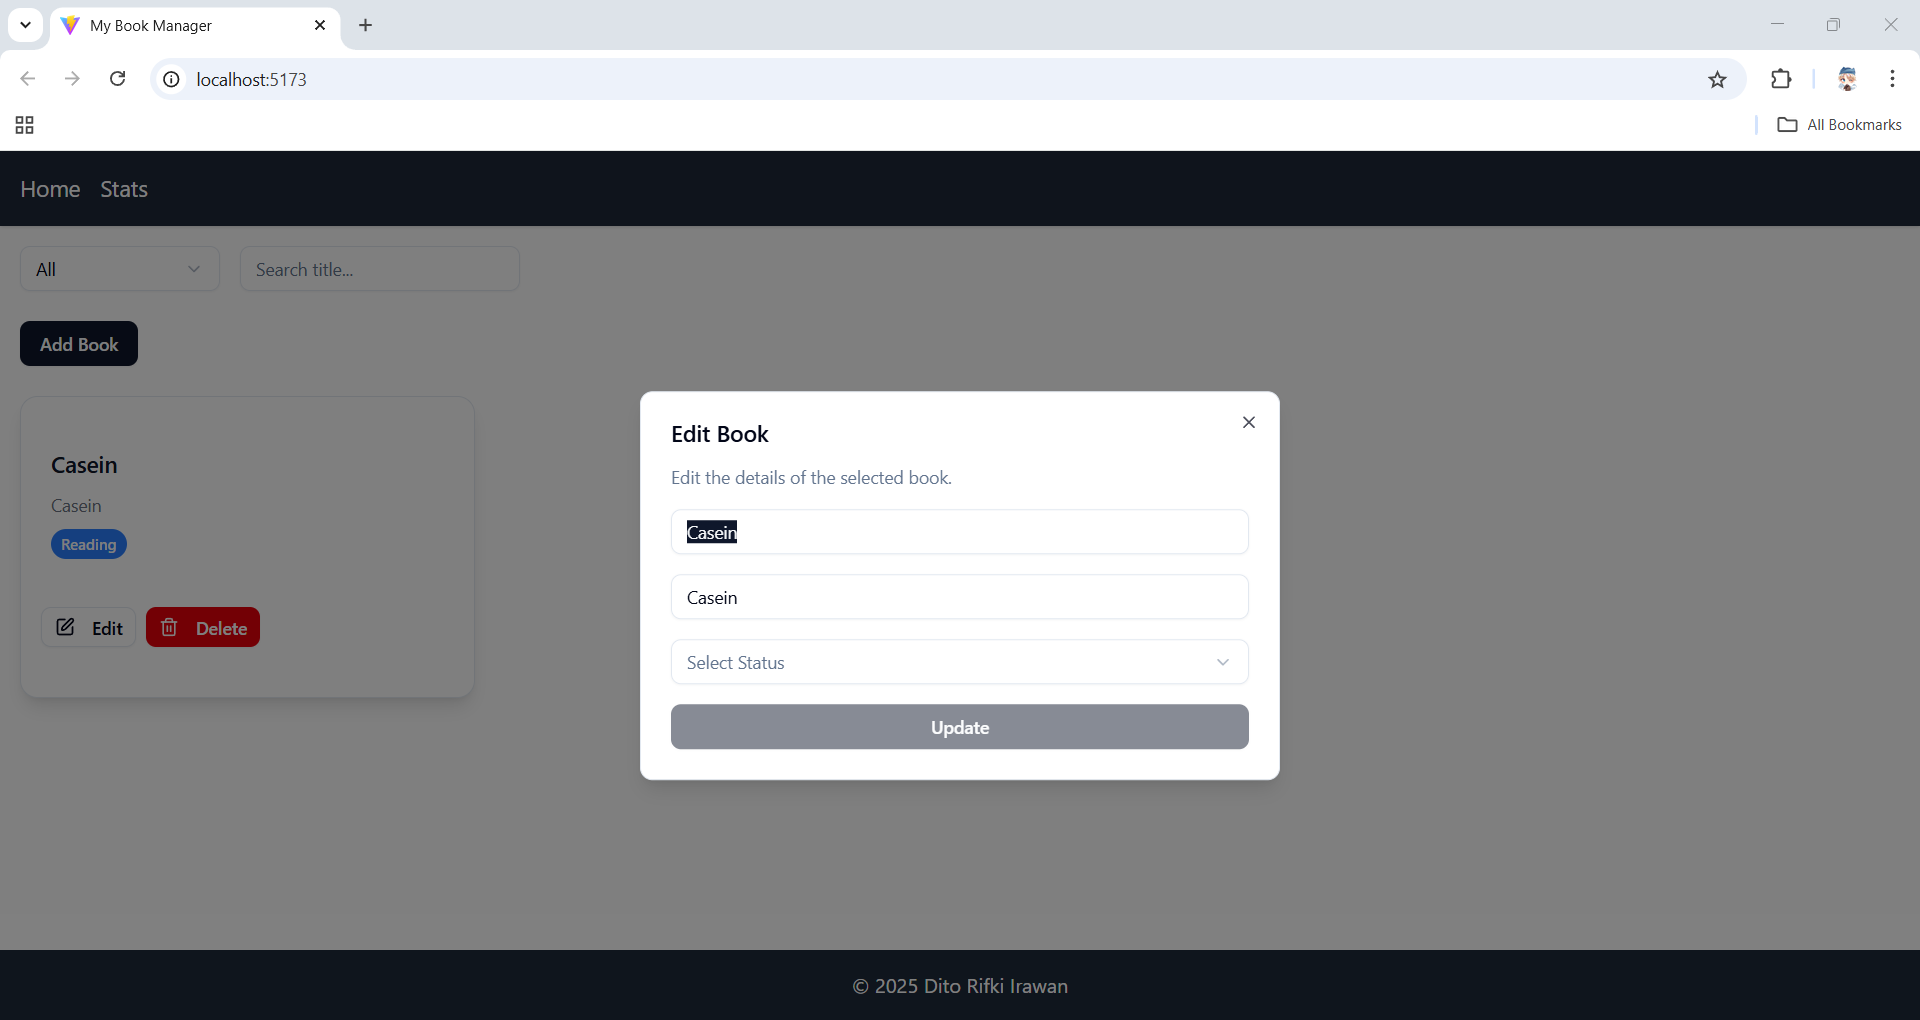 My Book Manager
localhost:5173
All Bookmarks
Home Stats
All Search title...
Add Book
Casein
Casein
Reading
Edit Delete
Edit Book
Edit the details of the selected book.
Casein
Casein
Select Status
Update
© 2025 Dito Rifki Irawan